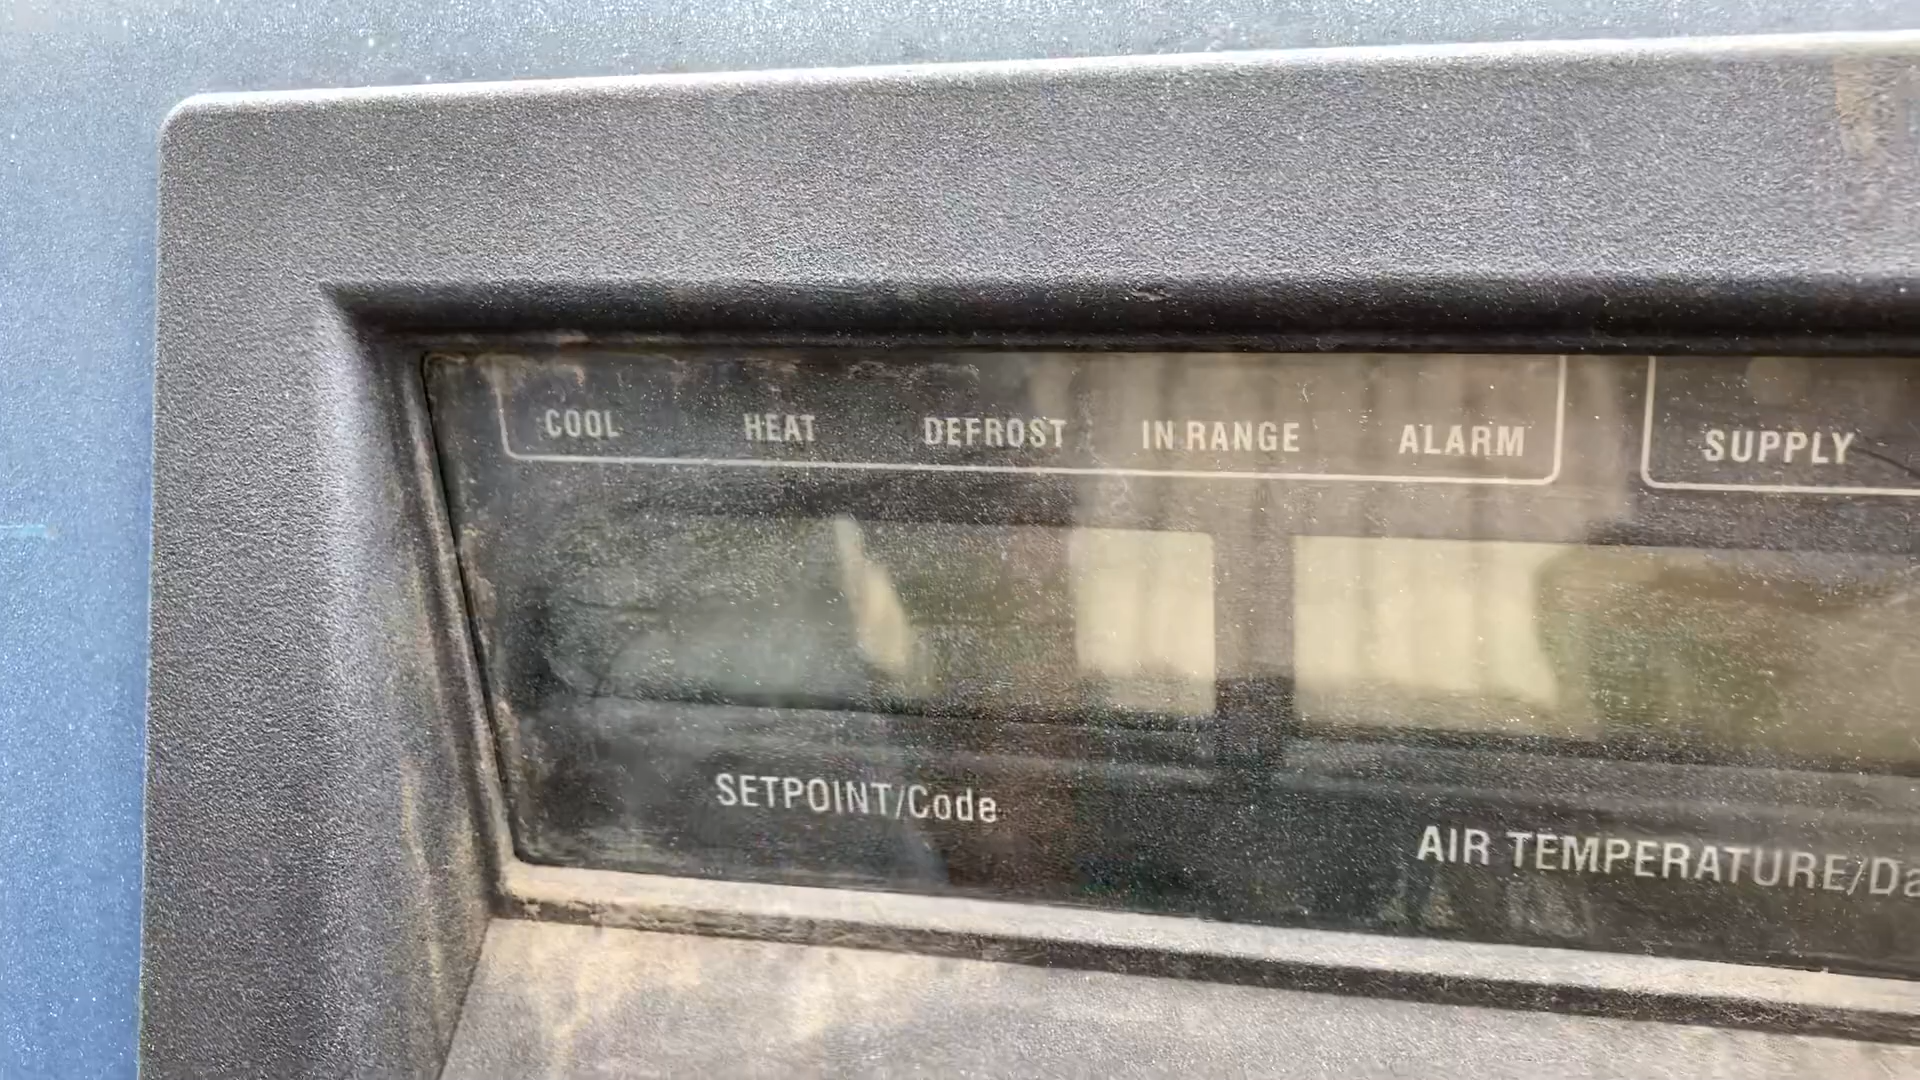 COOL HEAT DEFROST IN RANGE ALARM SUPPLY
SETPOINT/Code
AIR TEMPERATURE/Da